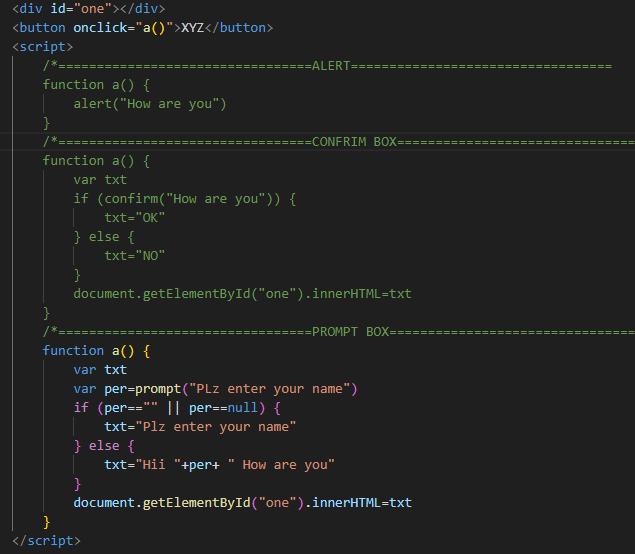 <div id="one"></div>
<button onclick="a()">XYZ</button>
<script>
/*=================================ALERT==================================
function a() {
alert("How are you")
}
/*=================================CONFRIM BOX===============================
function a() {
var txt
if (confirm("How are you")) {
txt="OK"
} else {
txt="NO"
}
document.getElementById("one").innerHTML=txt
}
/*=================================PROMPT BOX================================
function a() {
var txt
var per=prompt("PLz enter your name")
if (per=="" || per==null) {
txt="Plz enter your name"
} else {
txt="Hii "+per+ " How are you"
}
document.getElementById("one").innerHTML=txt
}
</script>